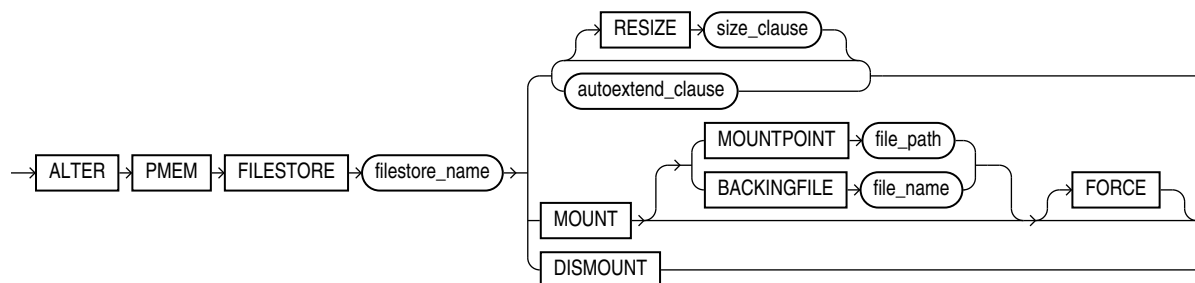 RESIZE size_clause
autoextend_clause
MOUNTPOINT file_path
ALTER PMEM FILESTORE filestore_name
BACKINGFILE file_name FORCE
MOUNT
DISMOUNT